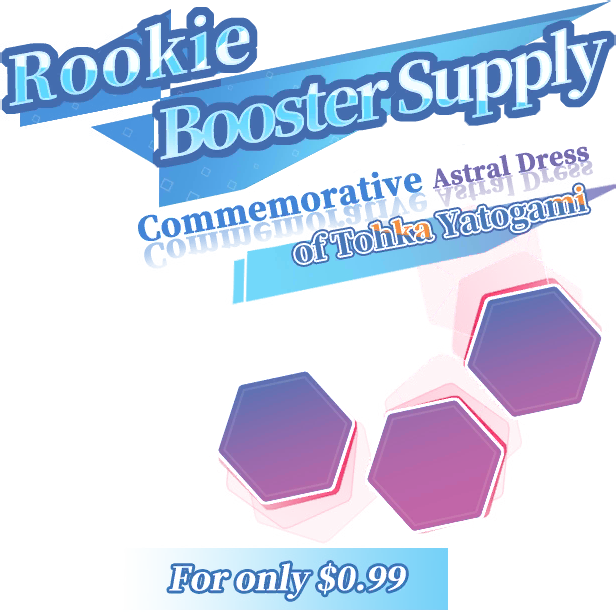 Rookie
Booster Supply
Commemorative Astral Dress
of Tohka Yatogami
For only $0.99